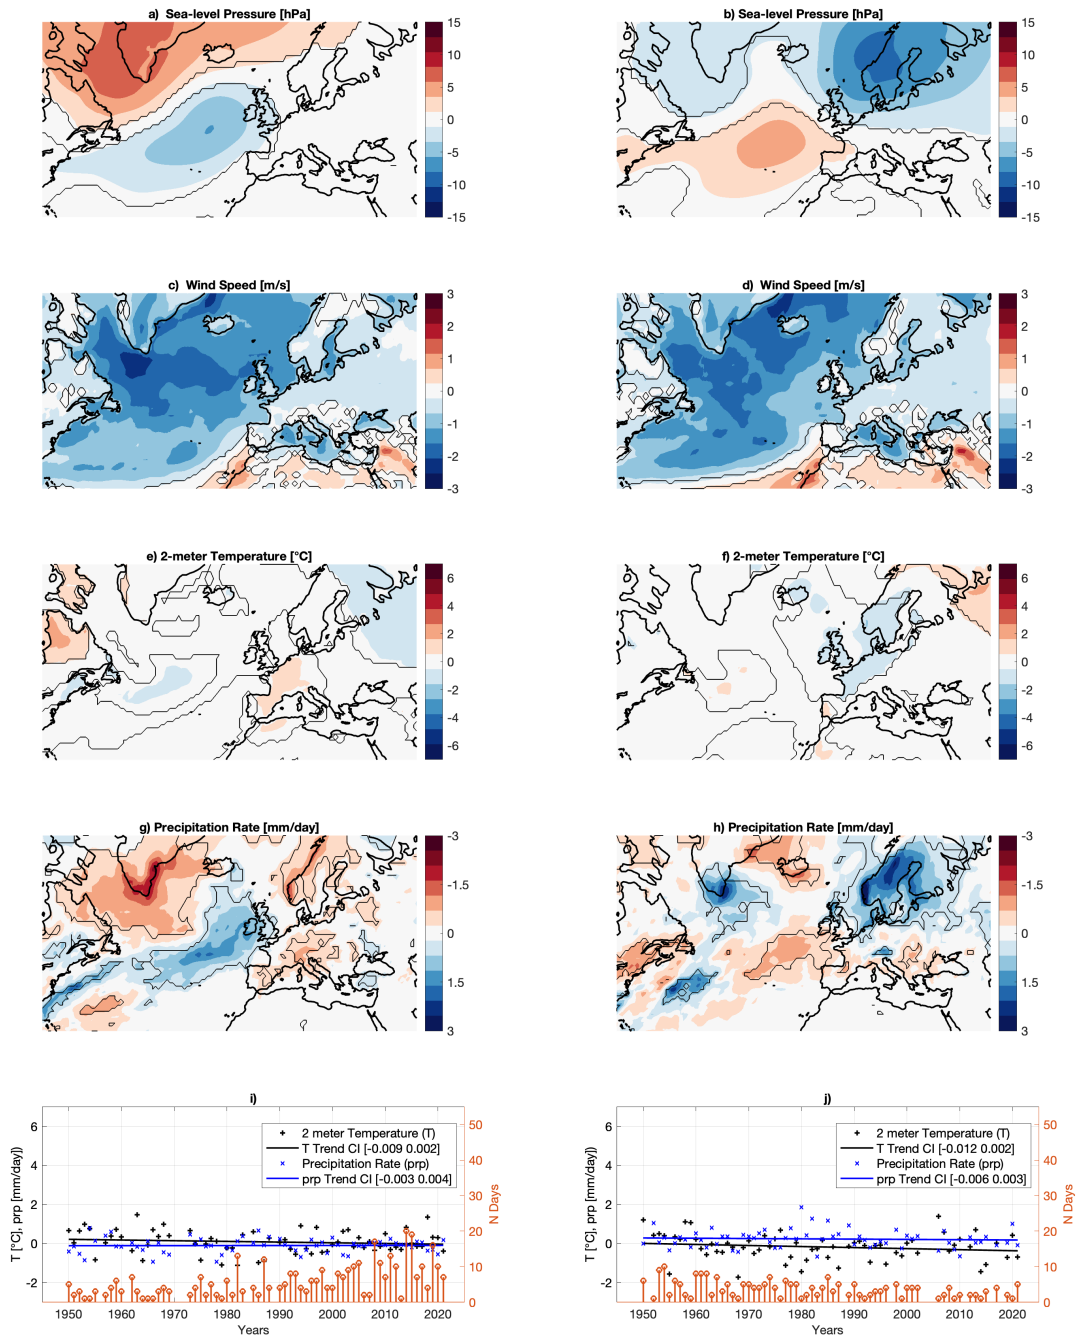 a) Sea-level Pressure [hPa]
15
10
5
0
-5
-10
-15
b) Sea-level Pressure [hPa]
15
10
5
0
-5
-10
-15
c) Wind Speed [m/s]
3
2
1
0
-1
-2
-3
d) Wind Speed [m/s]
3
2
1
0
-1
-2
-3
e) 2-meter Temperature [°C]
6
4
2
0
-2
-4
-6
f) 2-meter Temperature [°C]
6
4
2
0
-2
-4
-6
g) Precipitation Rate [mm/day]
-3
-1.5
0
1.5
3
h) Precipitation Rate [mm/day]
-3
-1.5
0
1.5
3
i)
T [°C], prp [mm/dayj)
6
4
2
0
-2
2 meter Temperature (T)
T Trend CI [-0.009 0.002]
Precipitation Rate (prp)
prp Trend CI [-0.003 0.004]
50
40
30
20
10
0
N Days
1950 1960 1970 1980 1990 2000 2010 2020
Years
j)
T [°C], prp [mm/dayj)
6
4
2
0
-2
2 meter Temperature (T)
T Trend CI [-0.012 0.002]
Precipitation Rate (prp)
prp Trend CI [-0.006 0.003]
50
40
30
20
10
0
N Days
1950 1960 1970 1980 1990 2000 2010 2020
Years